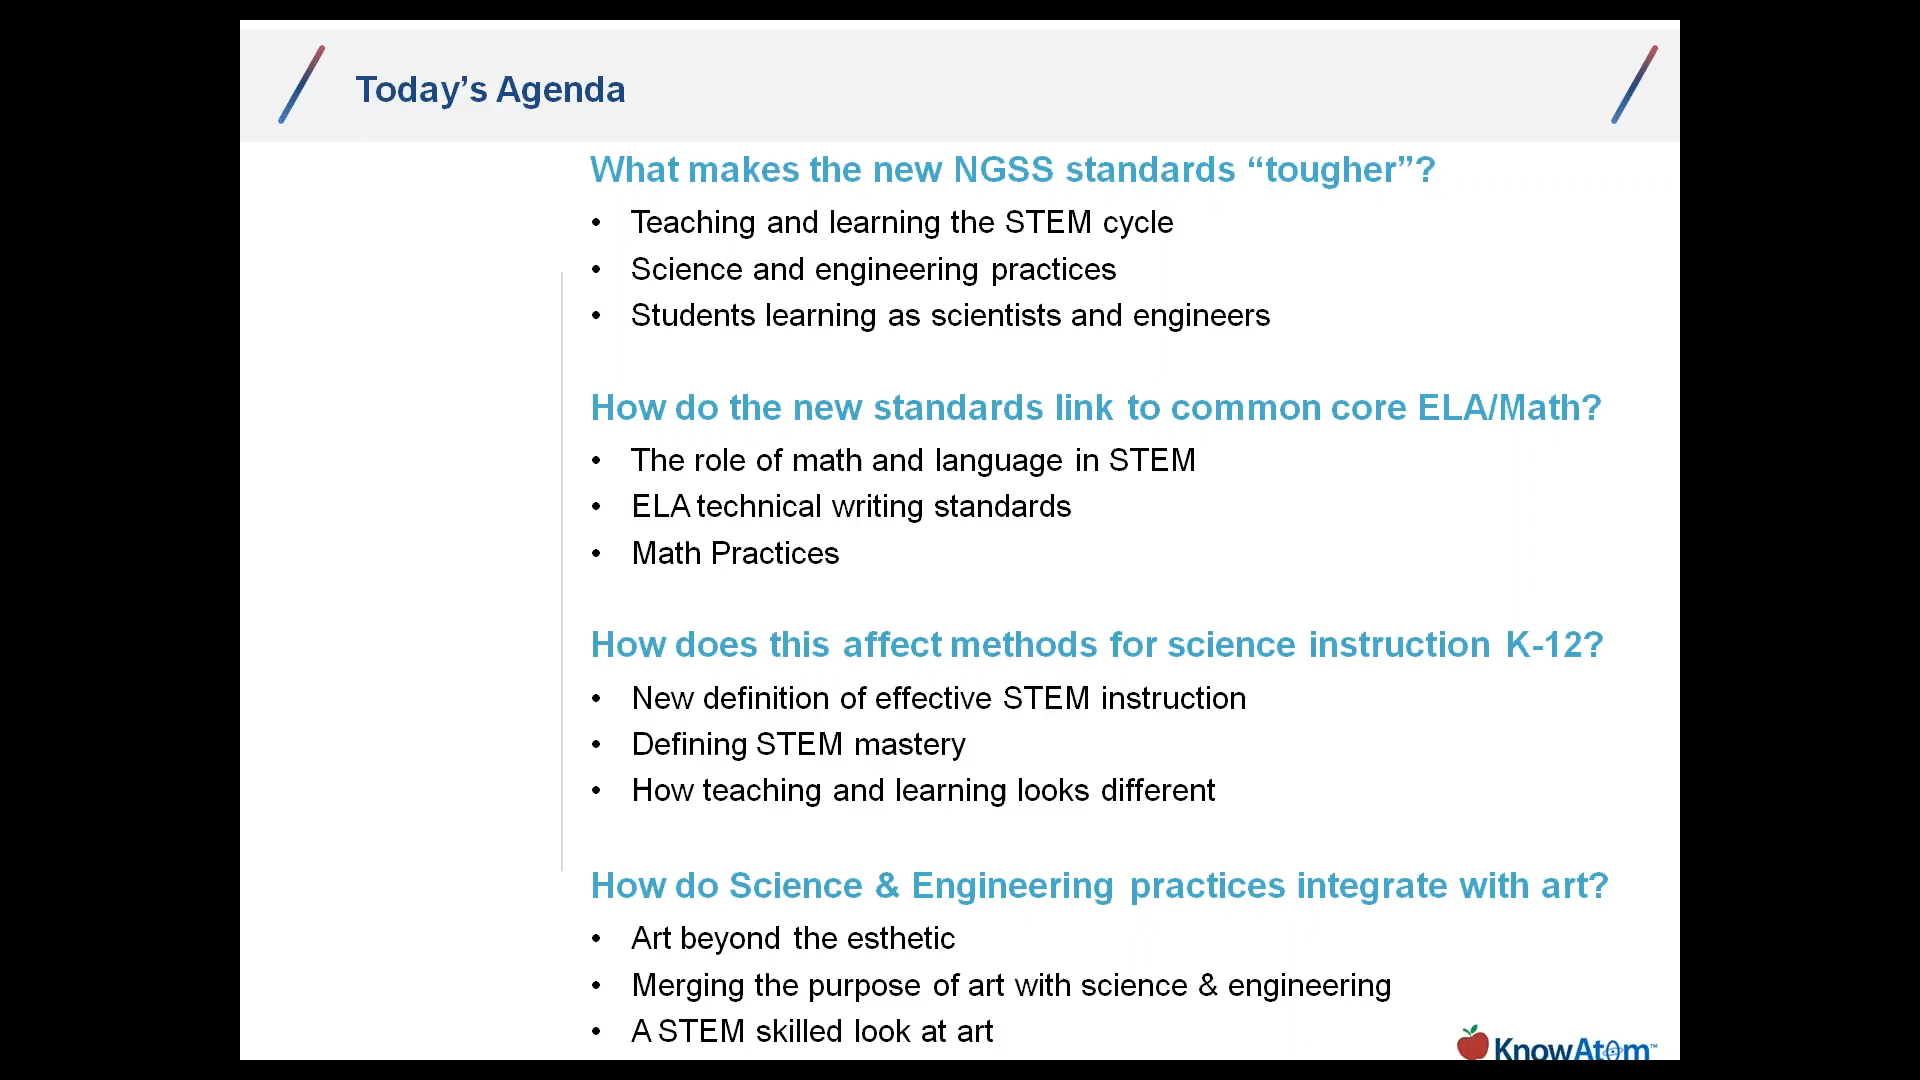 Today’s Agenda
What makes the new NGSS standards “tougher”?
• Teaching and learning the STEM cycle
• Science and engineering practices
• Students learning as scientists and engineers
How do the new standards link to common core ELA/Math?
• The role of math and language in STEM
• ELA technical writing standards
• Math Practices
How does this affect methods for science instruction K-12?
• New definition of effective STEM instruction
• Defining STEM mastery
• How teaching and learning looks different
How do Science & Engineering practices integrate with art?
• Art beyond the esthetic
• Merging the purpose of art with science & engineering
• A STEM skilled look at art
KnowAtom™